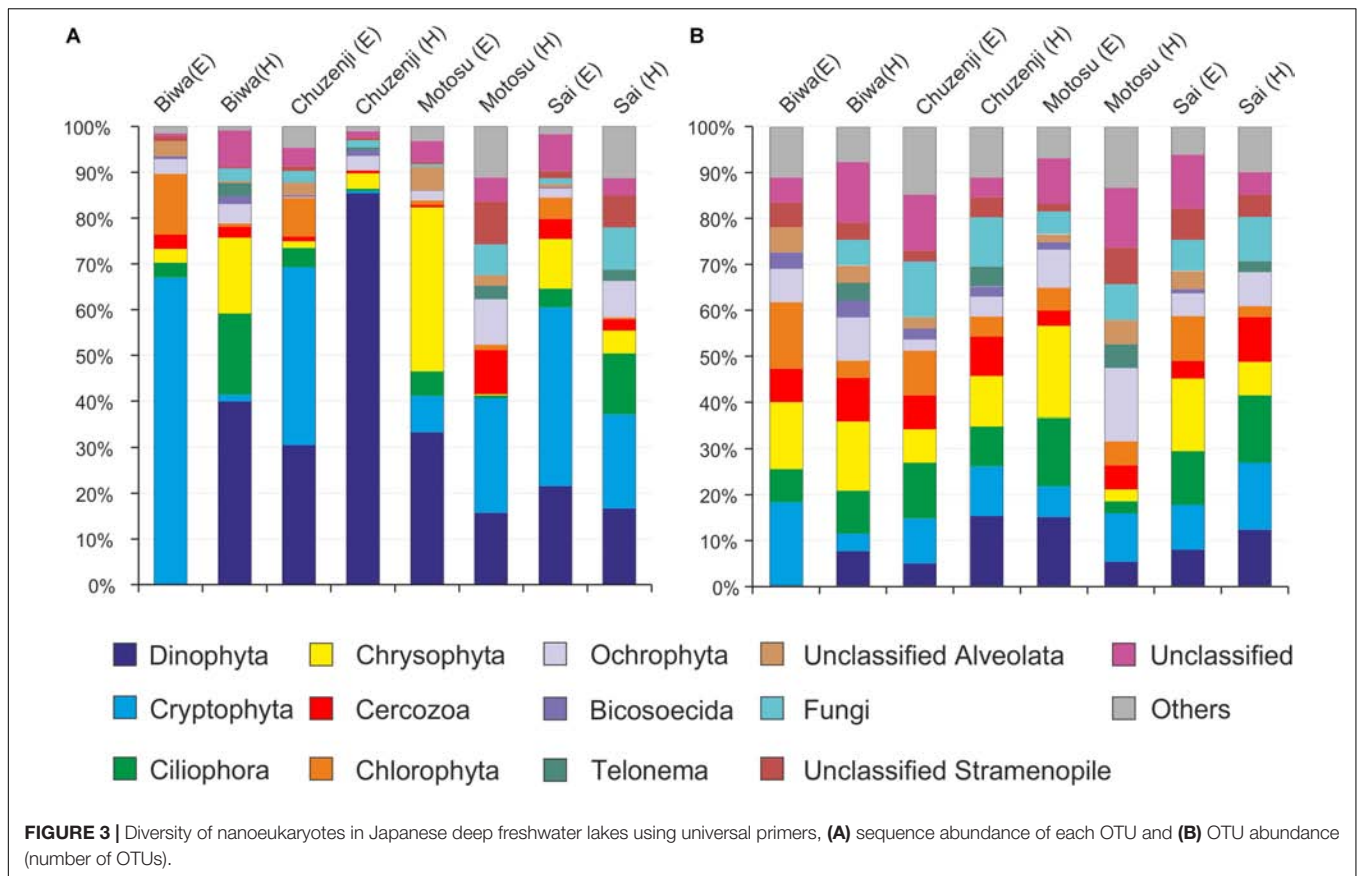 A
Biwa(E)
Biwa(H)
Chuzenji (E)
Chuzenji (H)
Motosu (E)
Motosu (H)
Sai (E)
Sai (H)
100%
90%
80%
70%
60%
50%
40%
30%
20%
10%
0%
B
Biwa(E)
Biwa(H)
Chuzenji (E)
Chuzenji (H)
Motosu (E)
Motosu (H)
Sai (E)
Sai (H)
100%
90%
80%
70%
60%
50%
40%
30%
20%
10%
0%
Dinophyta Chrysophyta Ochrophyta Unclassified Alveolata Unclassified
Cryptophyta Cercozoa Bicosoecida Fungi Others
Ciliophora Chlorophyta Telonema Unclassified Stramenopile
FIGURE 3 | Diversity of nanoeukaryotes in Japanese deep freshwater lakes using universal primers, (A) sequence abundance of each OTU and (B) OTU abundance
(number of OTUs).